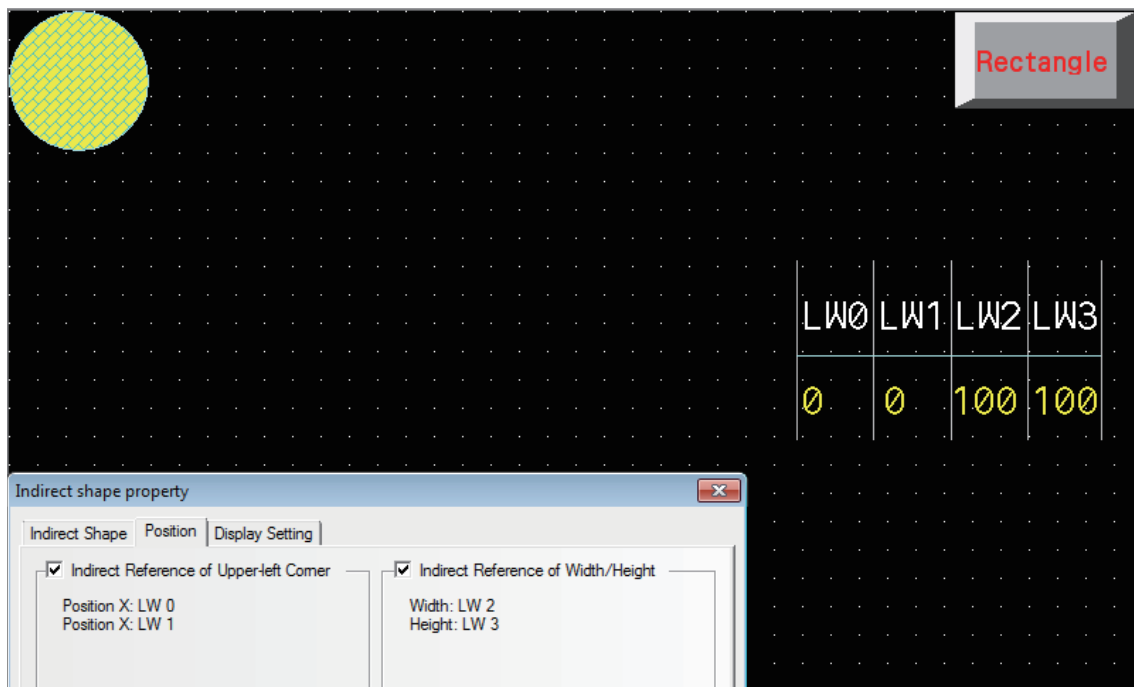 Rectangle
LW0 LW1 LW2 LW3
0 0 100 100
Indirect shape property
Indirect Shape Position Display Setting
Indirect Reference of Upper-left Corner
Position X: LW 0
Position X: LW 1
Indirect Reference of Width/Height
Width: LW 2
Height: LW 3